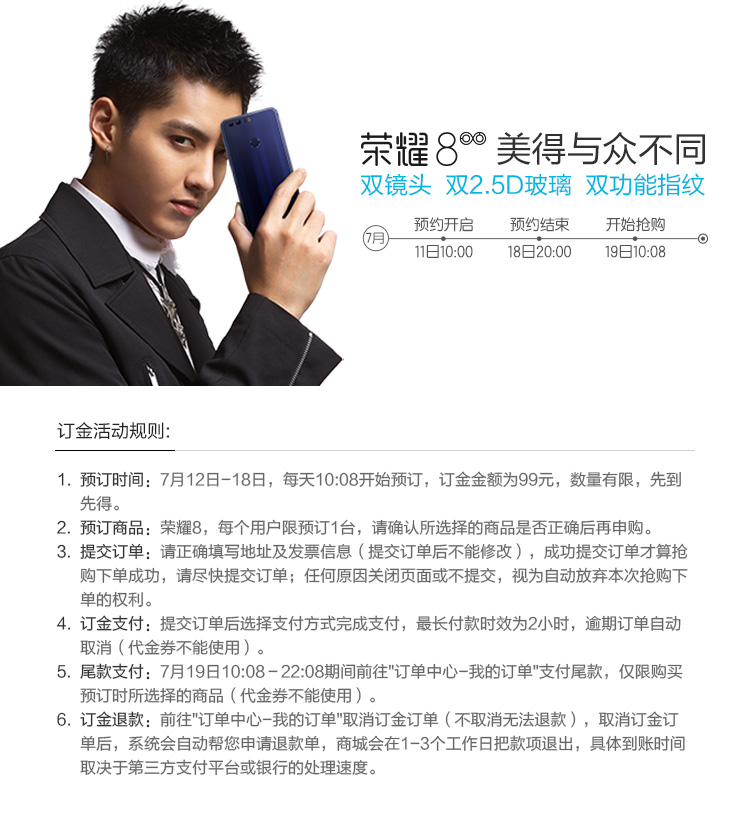 荣耀8 美得与众不同
双镜头 双2.5D玻璃 双功能指纹
7月
预约开启 预约结束 开始抢购
11日10:00 18日20:00 19日10:08
订金活动规则:
1. 预订时间：7月12日-18日，每天10:08开始预订，订金金额为99元，数量有限，先到
先得。
2. 预订商品：荣耀8，每个用户限预订1台，请确认所选择的商品是否正确后再申购。
3. 提交订单：请正确填写地址及发票信息（提交订单后不能修改），成功提交订单才算抢
购下单成功，请尽快提交订单；任何原因关闭页面或不提交，视为自动放弃本次抢购下
单的权利。
4. 订金支付：提交订单后选择支付方式完成支付，最长付款时效为2小时，逾期订单自动
取消（代金券不能使用）。
5. 尾款支付：7月19日10:08－22:08期间前往"订单中心-我的订单"支付尾款，仅限购买
预订时所选择的商品（代金券不能使用）。
6. 订金退款：前往"订单中心-我的订单"取消订金订单（不取消无法退款），取消订金订
单后，系统会自动帮您申请退款单，商城会在1-3个工作日把款项退出，具体到账时间
取决于第三方支付平台或银行的处理速度。